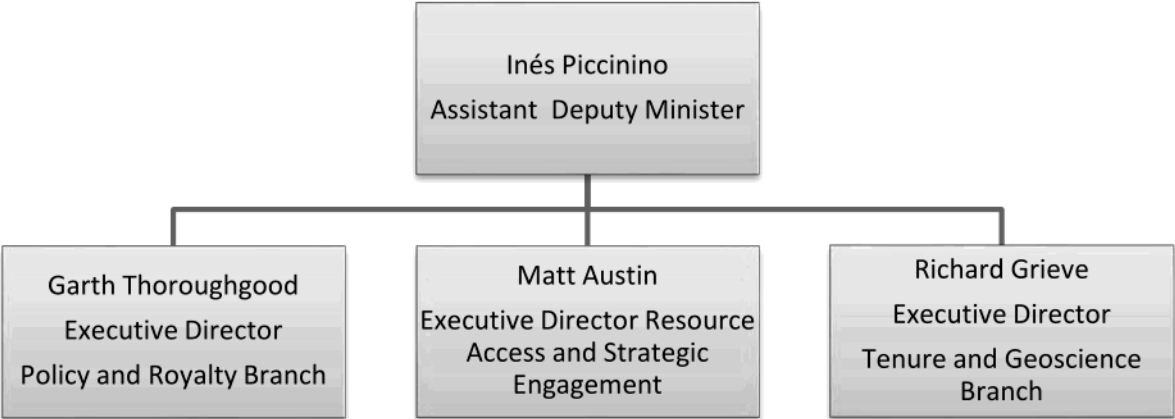 Inés Piccinino
Assistant  Deputy Minister
Garth Thoroughgood
Executive Director
Policy and Royalty Branch
Matt Austin
Executive Director Resource
Access and Strategic
Engagement
Richard Grieve
Executive Director
Tenure and Geoscience
Branch